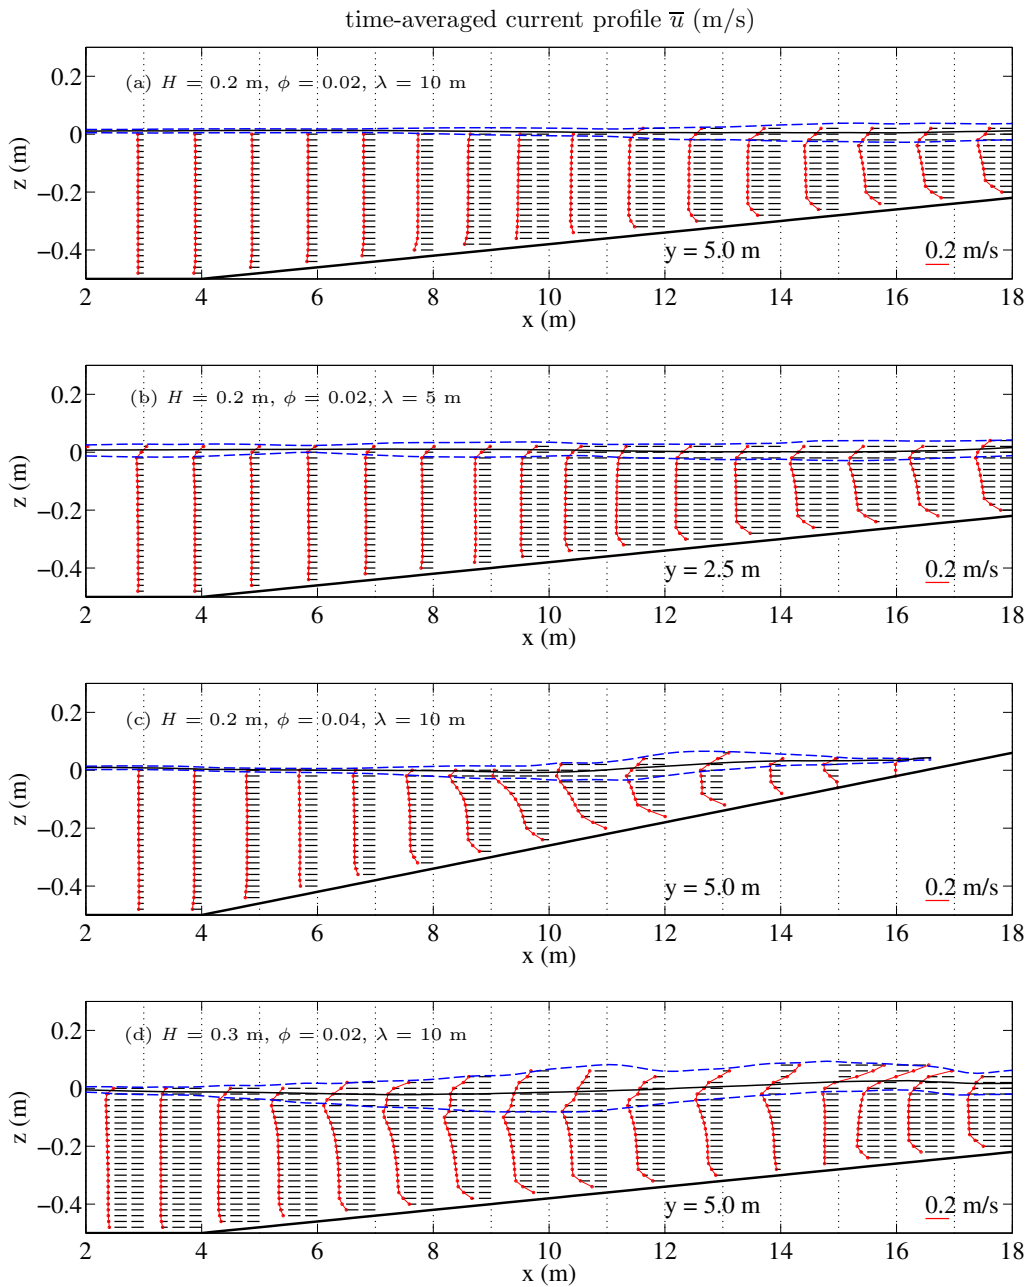 time-averaged current profile u̅ (m/s)
(a) H = 0.2 m, ϕ = 0.02, λ = 10 m
0.2
0
−0.2
−0.4
z (m)
y = 5.0 m
0.2 m/s
2 4 6 8 10 12 14 16 18
x (m)
(b) H = 0.2 m, ϕ = 0.02, λ = 5 m
0.2
0
−0.2
−0.4
z (m)
y = 2.5 m
0.2 m/s
2 4 6 8 10 12 14 16 18
x (m)
(c) H = 0.2 m, ϕ = 0.04, λ = 10 m
0.2
0
−0.2
−0.4
z (m)
y = 5.0 m
0.2 m/s
2 4 6 8 10 12 14 16 18
x (m)
(d) H = 0.3 m, ϕ = 0.02, λ = 10 m
0.2
0
−0.2
−0.4
z (m)
y = 5.0 m
0.2 m/s
2 4 6 8 10 12 14 16 18
x (m)